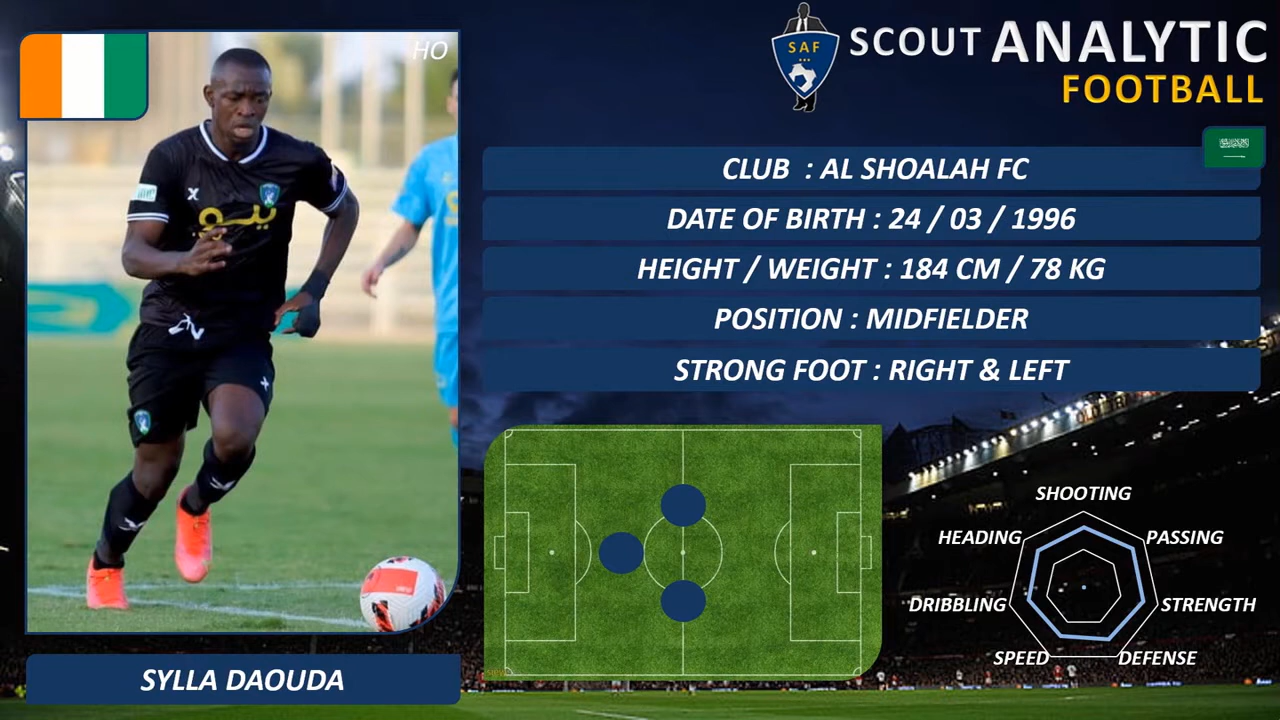 HO
SAF
SCOUT ANALYTIC
FOOTBALL
CLUB : AL SHOALAH FC
DATE OF BIRTH : 24 / 03 / 1996
HEIGHT / WEIGHT : 184 CM / 78 KG
POSITION : MIDFIELDER
STRONG FOOT : RIGHT & LEFT
نيو
SHOOTING
HEADING
PASSING
DRIBBLING
STRENGTH
SPEED
DEFENSE
SYLLA DAOUDA